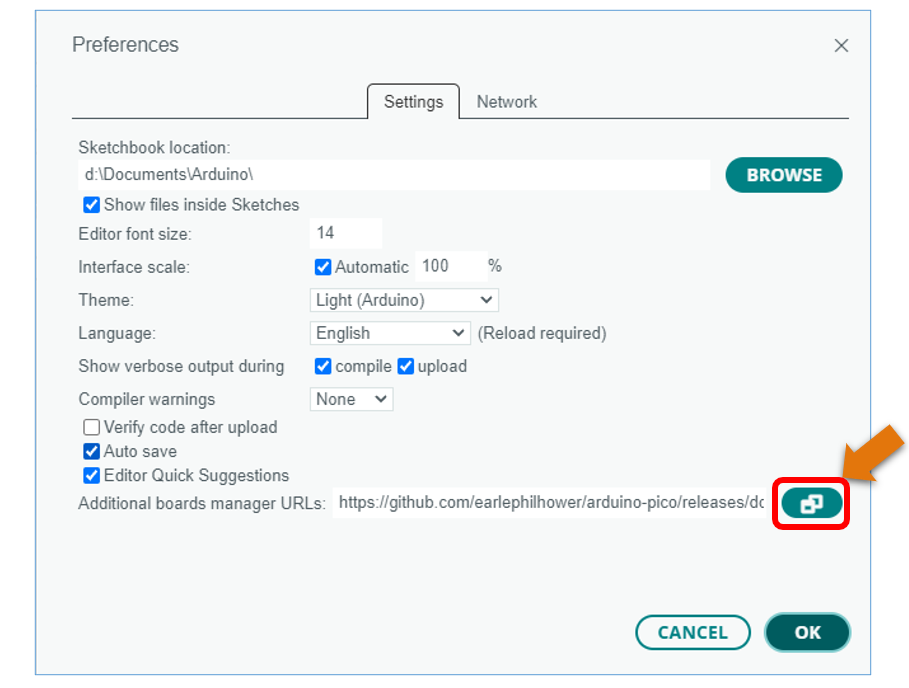 Preferences
Settings Network
Sketchbook location:
d:\Documents\Arduino\
BROWSE
Show files inside Sketches
Editor font size: 14
Interface scale: Automatic 100 %
Theme: Light (Arduino)
Language: English (Reload required)
Show verbose output during compile upload
Compiler warnings None
Verify code after upload
Auto save
Editor Quick Suggestions
Additional boards manager URLs: https://github.com/earlephilhower/arduino-pico/releases/dc
CANCEL OK